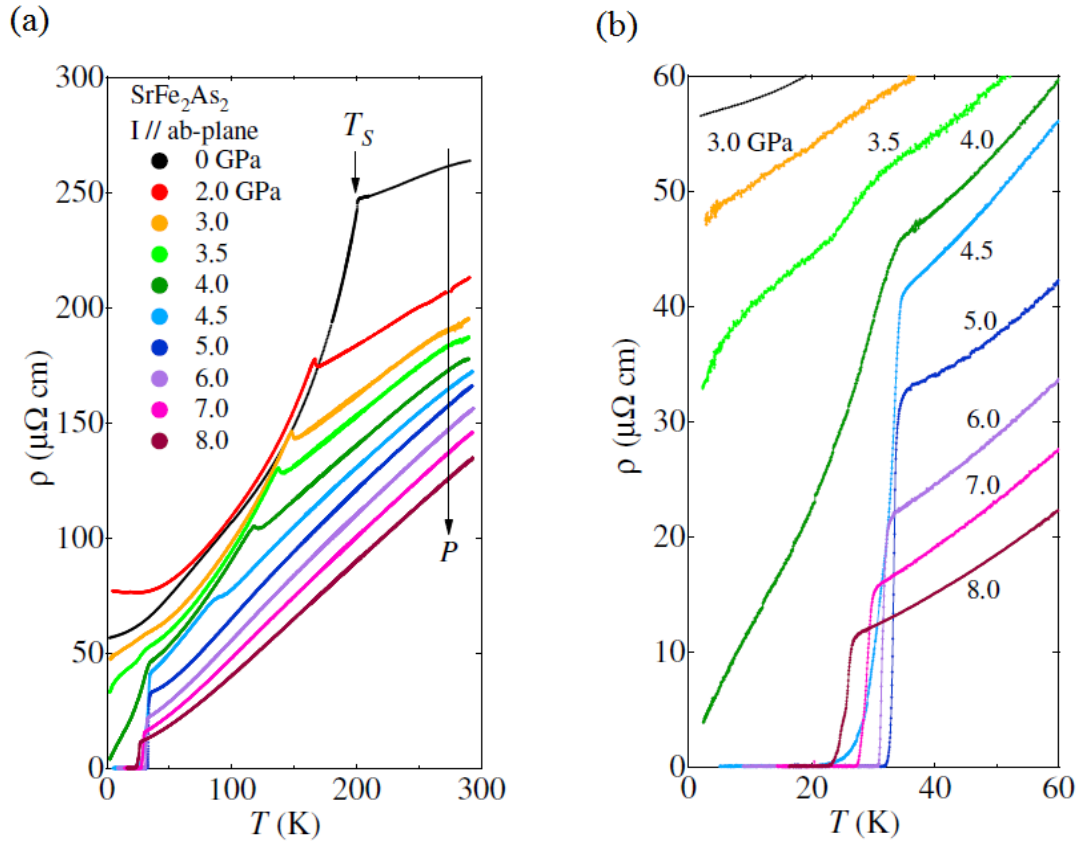 (a)
300
250
200
150
100
50
0
ρ (μΩ cm)
SrFe₂As₂
I // ab-plane
0 GPa
2.0 GPa
3.0
3.5
4.0
4.5
5.0
6.0
7.0
8.0
T_S
P
0 100 200 300
T (K)
(b)
60
50
40
30
20
10
0
ρ (μΩ cm)
3.0 GPa
3.5
4.0
4.5
5.0
6.0
7.0
8.0
0 20 40 60
T (K)